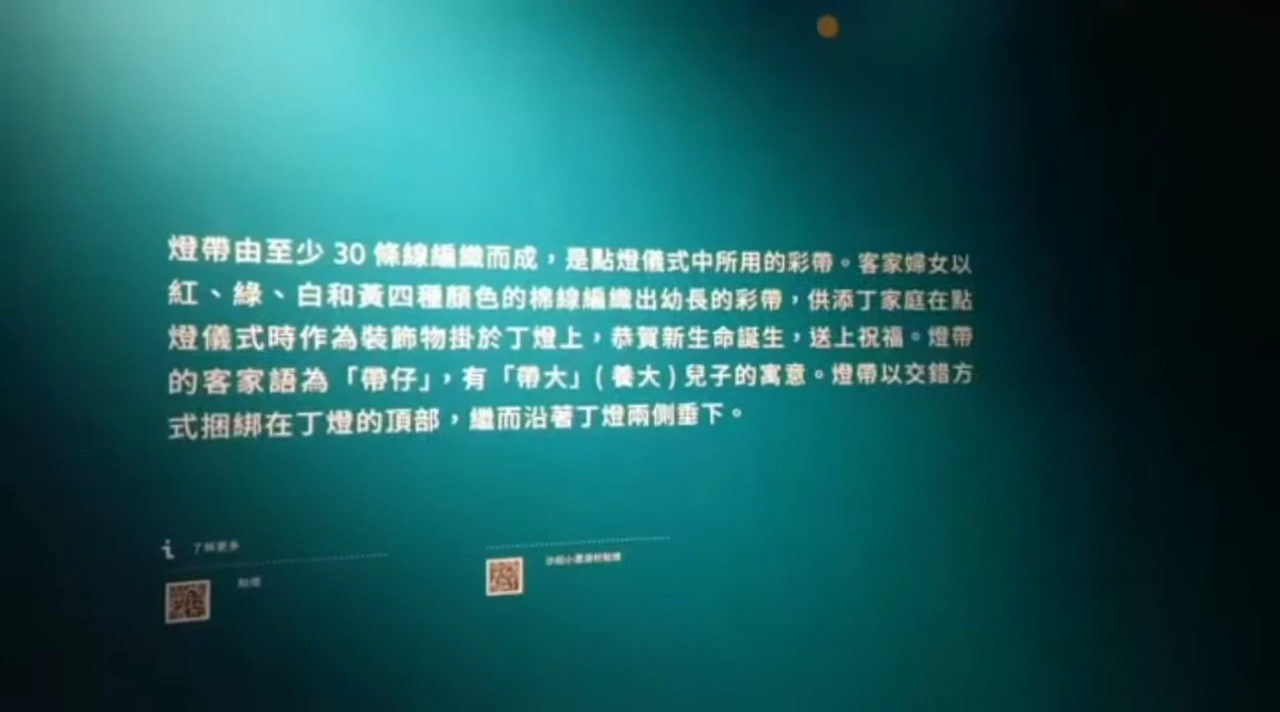 燈帶由至少 30 條線編織而成，是點燈儀式中所用的彩帶。客家婦女以
紅、綠、白和黃四種顏色的棉線編織出幼長的彩帶，供添丁家庭在點
燈儀式時作為裝飾物掛於丁燈上，恭賀新生命誕生，送上祝福。燈帶
的客家語為「帶仔」，有「帶大」( 養大 ) 兒子的寓意。燈帶以交錯方
式捆綁在丁燈的頂部，繼而沿著丁燈兩側垂下。
i 了解更多
點燈